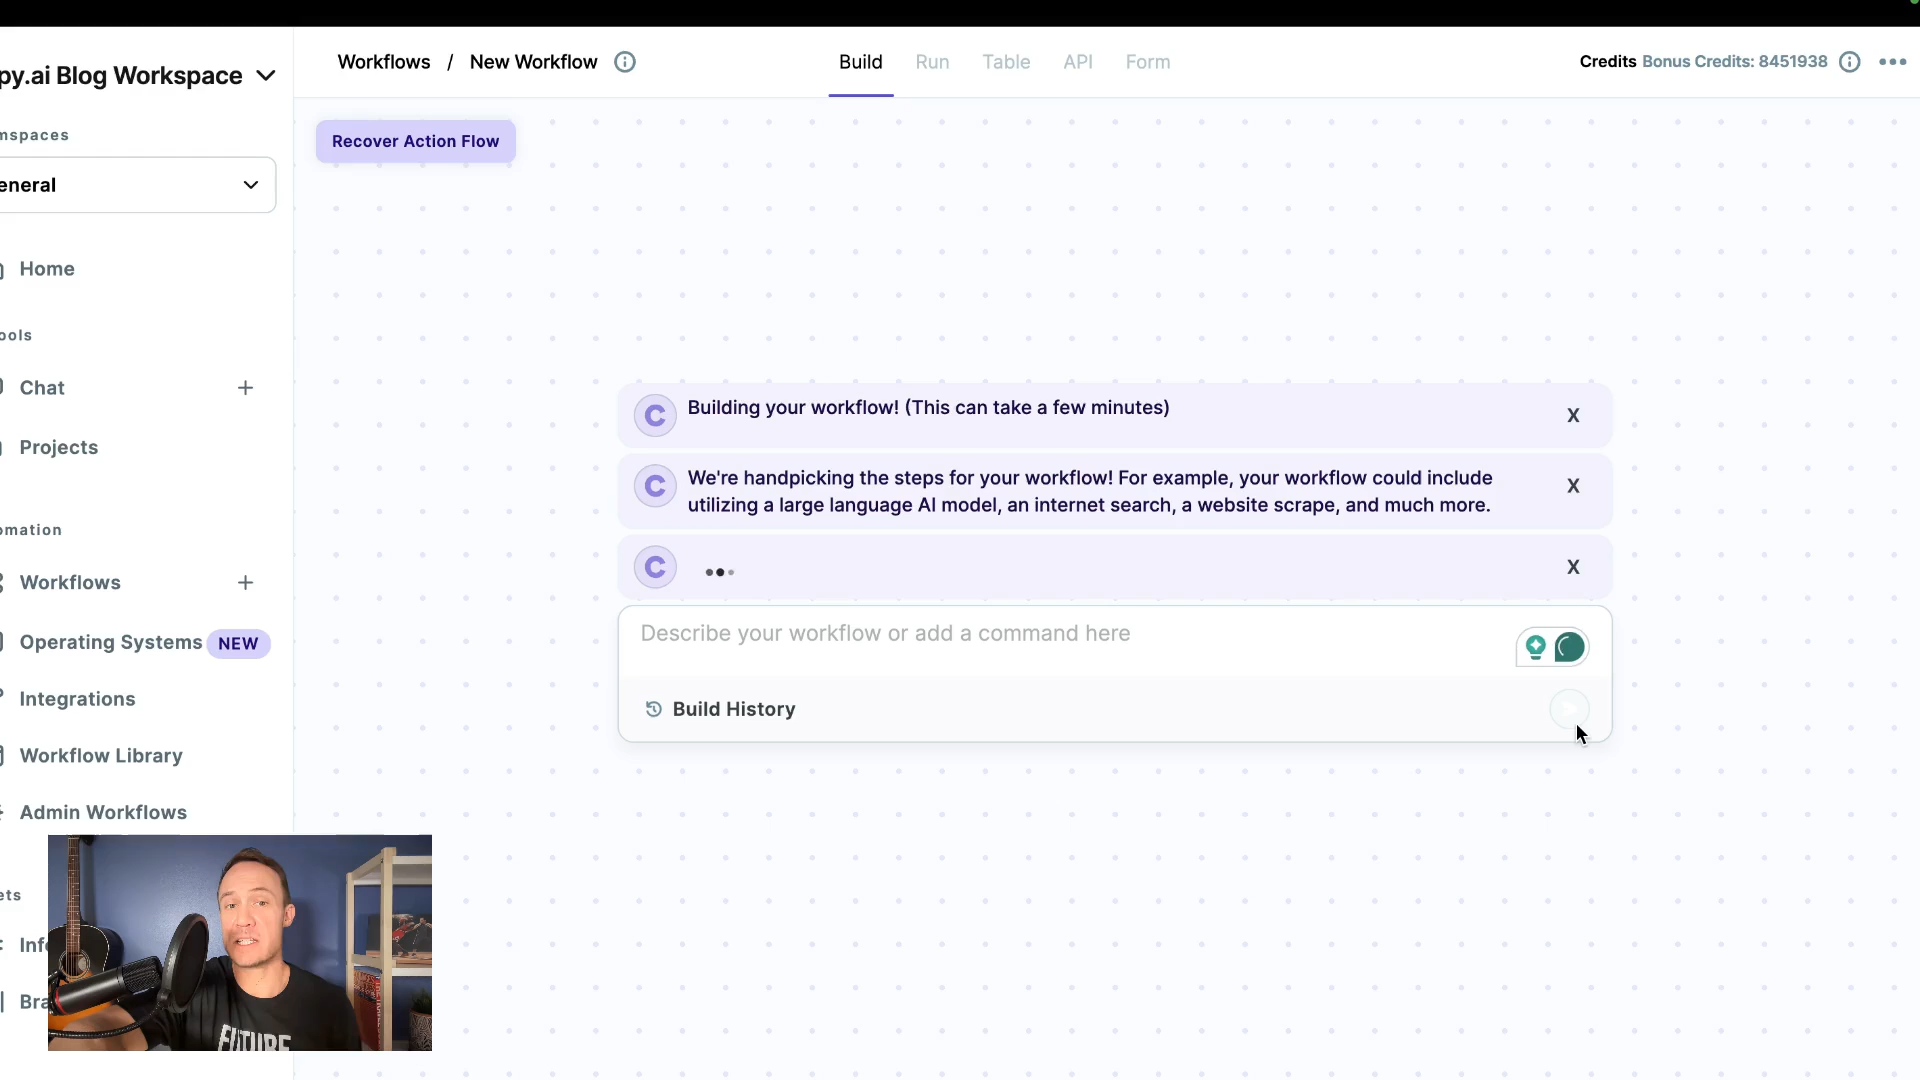 py.ai Blog Workspace
mspaces
eneral
Home
ools
Chat
Projects
omation
Workflows
Operating Systems NEW
Integrations
Workflow Library
Admin Workflows
ets
Inf
Bra
Workflows / New Workflow
Build Run Table API Form
Credits Bonus Credits: 8451938
Recover Action Flow
C Building your workflow! (This can take a few minutes) X
C We're handpicking the steps for your workflow! For example, your workflow could include X
utilizing a large language AI model, an internet search, a website scrape, and much more.
C X
Describe your workflow or add a command here
Build History
FUTURE